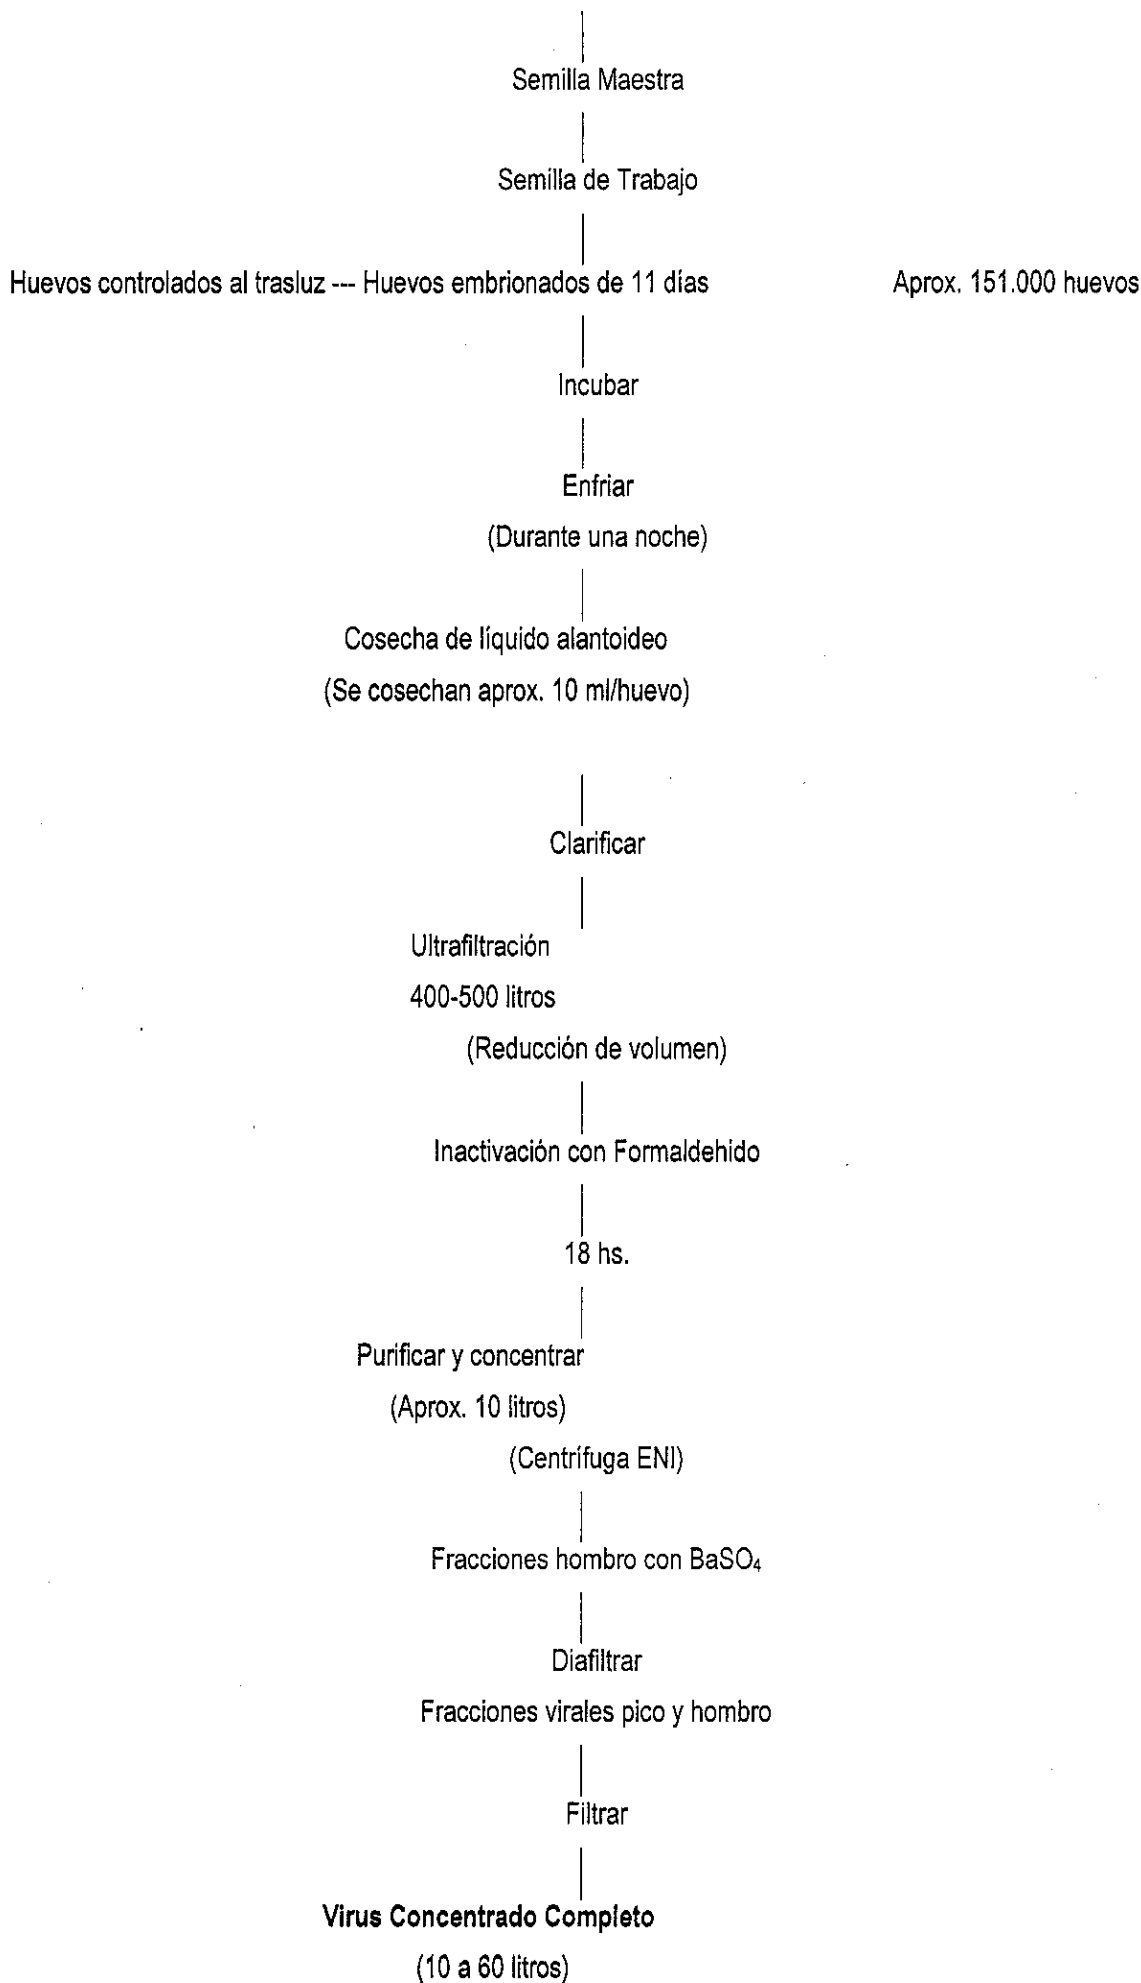 Semilla Maestra
Semilla de Trabajo
Huevos controlados al trasluz --- Huevos embrionados de 11 días Aprox. 151.000 huevos
Incubar
Enfriar
(Durante una noche)
Cosecha de líquido alantoideo
(Se cosechan aprox. 10 ml/huevo)
Clarificar
Ultrafiltración
400-500 litros
(Reducción de volumen)
Inactivación con Formaldehido
18 hs.
Purificar y concentrar
(Aprox. 10 litros)
(Centrífuga ENI)
Fracciones hombro con BaSO₄
Diafiltrar
Fracciones virales pico y hombro
Filtrar
Virus Concentrado Completo
(10 a 60 litros)